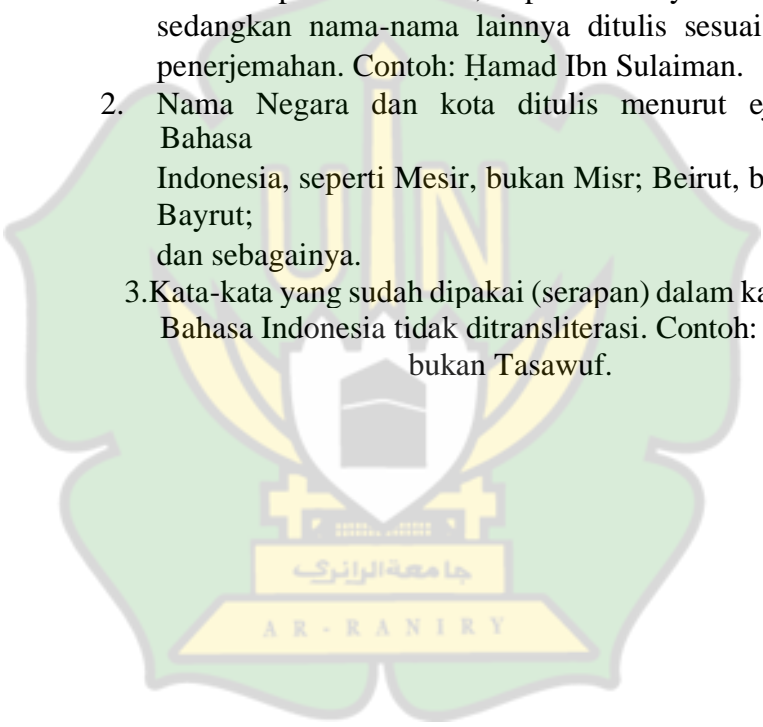 sedangkan nama-nama lainnya ditulis sesuai
penerjemahan. Contoh: Ḥamad Ibn Sulaiman.
2. Nama Negara dan kota ditulis menurut
Bahasa
Indonesia, seperti Mesir, bukan Misr; Beirut,
Bayrut;
dan sebagainya.
3.Kata-kata yang sudah dipakai (serapan) dalam
Bahasa Indonesia tidak ditransliterasi. Contoh:
bukan Tasawuf.
UIN
جامعة الرانري
AR-RANIRY